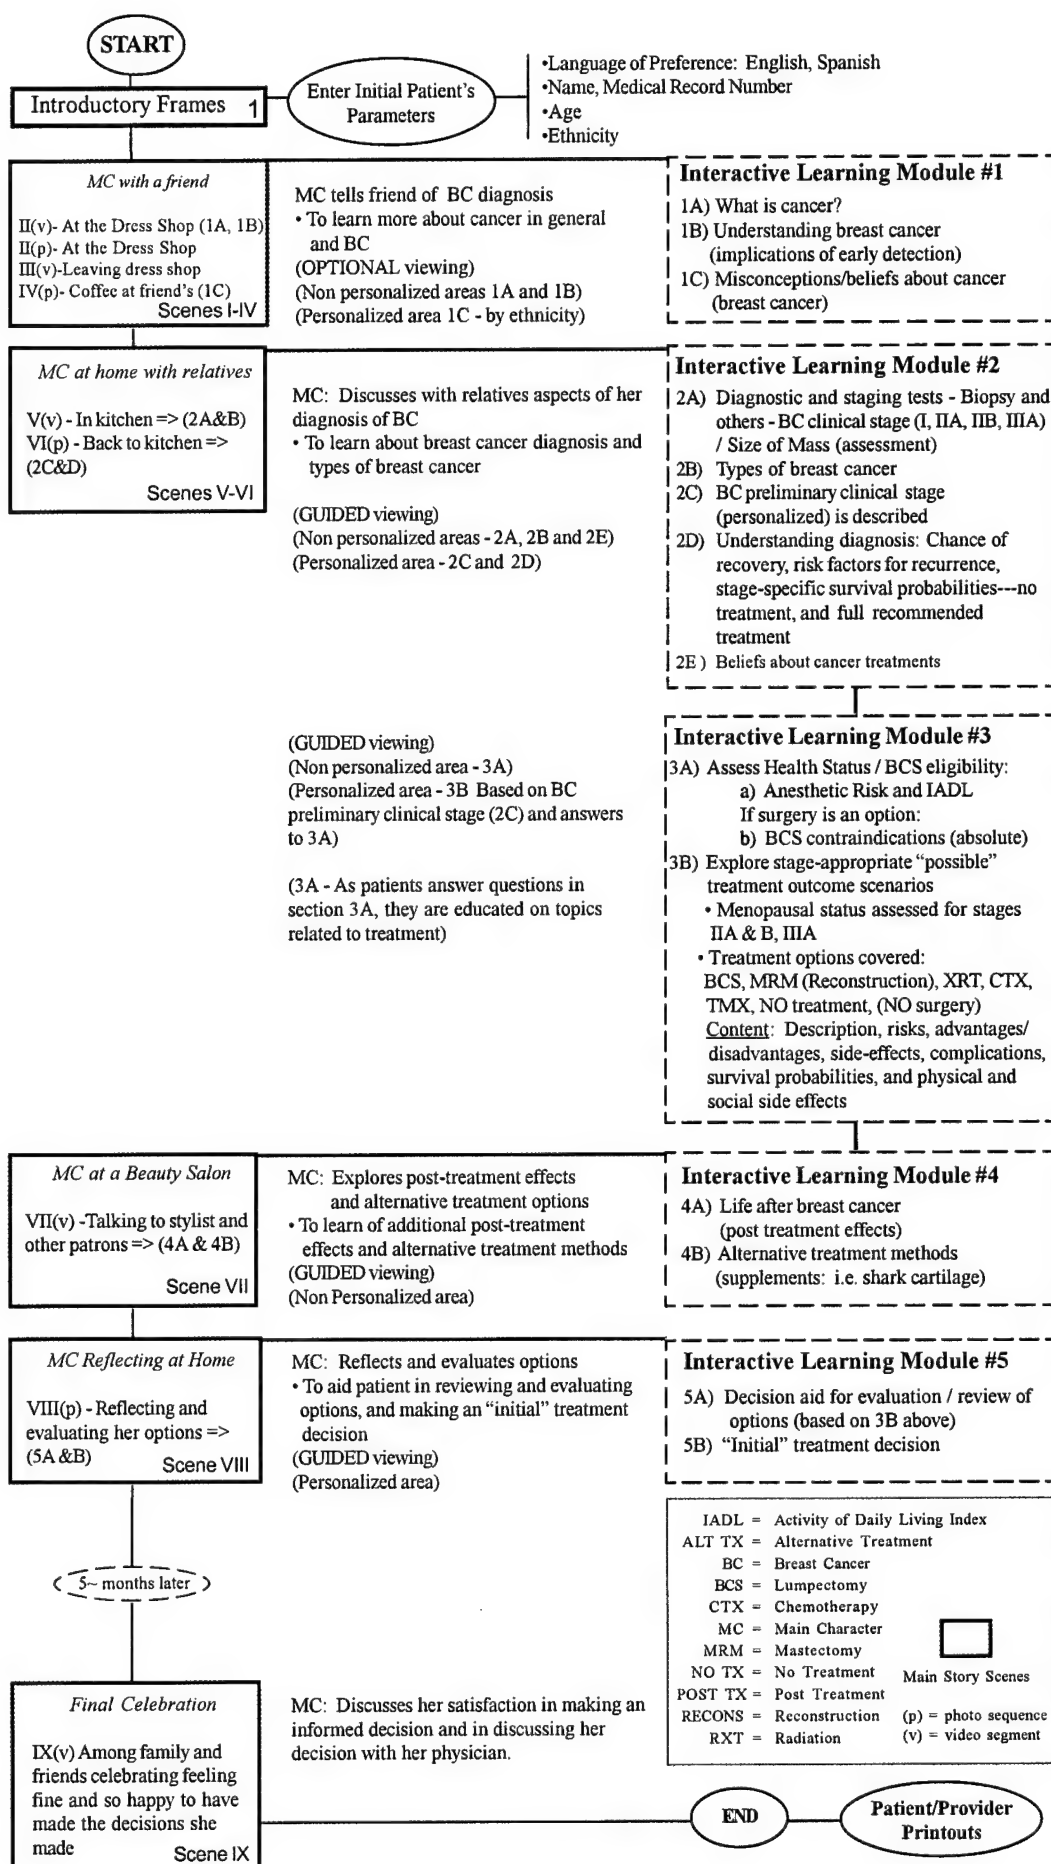 START
Introductory Frames 1
Enter Initial Patient's
Parameters
•Language of Preference: English, Spanish
•Name, Medical Record Number
•Age
•Ethnicity
MC with a friend
II(v)- At the Dress Shop (1A, 1B)
II(p)- At the Dress Shop
III(v)-Leaving dress shop
IV(p)- Coffee at friend's (1C)
Scenes I-IV
MC tells friend of BC diagnosis
• To learn more about cancer in general
and BC
(OPTIONAL viewing)
(Non personalized areas 1A and 1B)
(Personalized area 1C - by ethnicity)
Interactive Learning Module #1
1A) What is cancer?
1B) Understanding breast cancer
(implications of early detection)
1C) Misconceptions/beliefs about cancer
(breast cancer)
MC at home with relatives
V(v) - In kitchen => (2A&B)
VI(p) - Back to kitchen =>
(2C&D)
Scenes V-VI
MC: Discusses with relatives aspects of her
diagnosis of BC
• To learn about breast cancer diagnosis and
types of breast cancer
(GUIDED viewing)
(Non personalized areas - 2A, 2B and 2E)
(Personalized area - 2C and 2D)
Interactive Learning Module #2
2A) Diagnostic and staging tests - Biopsy and
others - BC clinical stage (I, IIA, IIB, IIIA)
/ Size of Mass (assessment)
2B) Types of breast cancer
2C) BC preliminary clinical stage
(personalized) is described
2D) Understanding diagnosis: Chance of
recovery, risk factors for recurrence,
stage-specific survival probabilities---no
treatment, and full recommended
treatment
2E ) Beliefs about cancer treatments
(GUIDED viewing)
(Non personalized area - 3A)
(Personalized area - 3B Based on BC
preliminary clinical stage (2C) and answers
to 3A)
(3A - As patients answer questions in
section 3A, they are educated on topics
related to treatment)
Interactive Learning Module #3
3A) Assess Health Status / BCS eligibility:
a) Anesthetic Risk and IADL
If surgery is an option:
b) BCS contraindications (absolute)
3B) Explore stage-appropriate “possible”
treatment outcome scenarios
• Menopausal status assessed for stages
IIA & B, IIIA
• Treatment options covered:
BCS, MRM (Reconstruction), XRT, CTX,
TMX, NO treatment, (NO surgery)
Content: Description, risks, advantages/
disadvantages, side-effects, complications,
survival probabilities, and physical and
social side effects
MC at a Beauty Salon
VII(v) -Talking to stylist and
other patrons => (4A & 4B)
Scene VII
MC: Explores post-treatment effects
and alternative treatment options
• To learn of additional post-treatment
effects and alternative treatment methods
(GUIDED viewing)
(Non Personalized area)
Interactive Learning Module #4
4A) Life after breast cancer
(post treatment effects)
4B) Alternative treatment methods
(supplements: i.e. shark cartilage)
MC Reflecting at Home
VIII(p) - Reflecting and
evaluating her options =>
(5A &B)
Scene VIII
MC: Reflects and evaluates options
• To aid patient in reviewing and evaluating
options, and making an “initial” treatment
decision
(GUIDED viewing)
(Personalized area)
Interactive Learning Module #5
5A) Decision aid for evaluation / review of
options (based on 3B above)
5B) “Initial” treatment decision
5~ months later
IADL = Activity of Daily Living Index
ALT TX = Alternative Treatment
BC = Breast Cancer
BCS = Lumpectomy
CTX = Chemotherapy
MC = Main Character
MRM = Mastectomy
NO TX = No Treatment
POST TX = Post Treatment
RECONS = Reconstruction
RXT = Radiation
Main Story Scenes
(p) = photo sequence
(v) = video segment
Final Celebration
IX(v) Among family and
friends celebrating feeling
fine and so happy to have
made the decisions she
made
Scene IX
MC: Discusses her satisfaction in making an
informed decision and in discussing her
decision with her physician.
END
Patient/Provider
Printouts